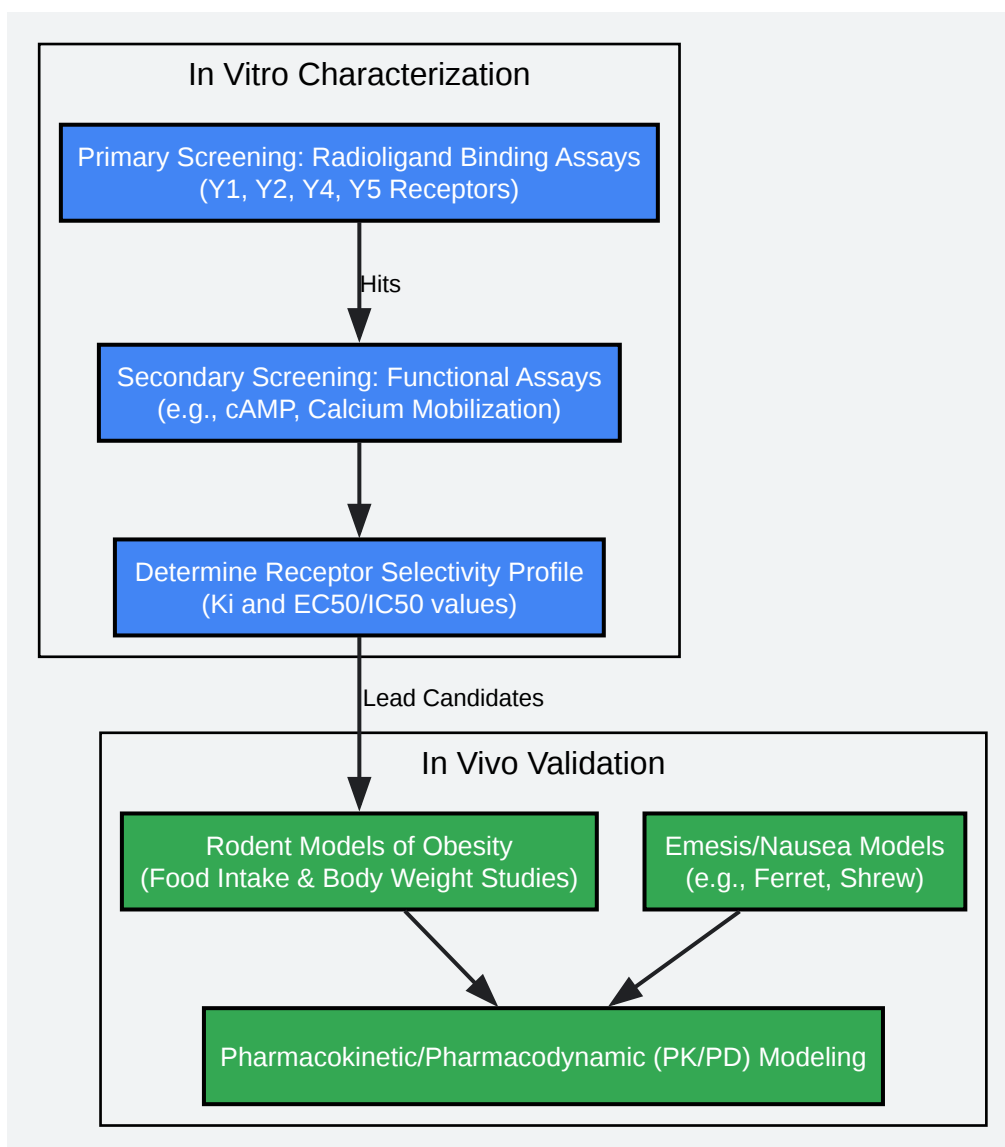 In Vitro Characterization
Primary Screening: Radioligand Binding Assays
(Y1, Y2, Y4, Y5 Receptors)
Hits
Secondary Screening: Functional Assays
(e.g., cAMP, Calcium Mobilization)
Determine Receptor Selectivity Profile
(Ki and EC50/IC50 values)
Lead Candidates
In Vivo Validation
Rodent Models of Obesity
(Food Intake & Body Weight Studies)
Emesis/Nausea Models
(e.g., Ferret, Shrew)
Pharmacokinetic/Pharmacodynamic (PK/PD) Modeling